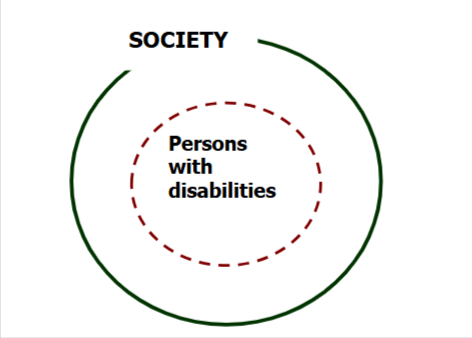 SOCIETY
Persons
with
disabilities